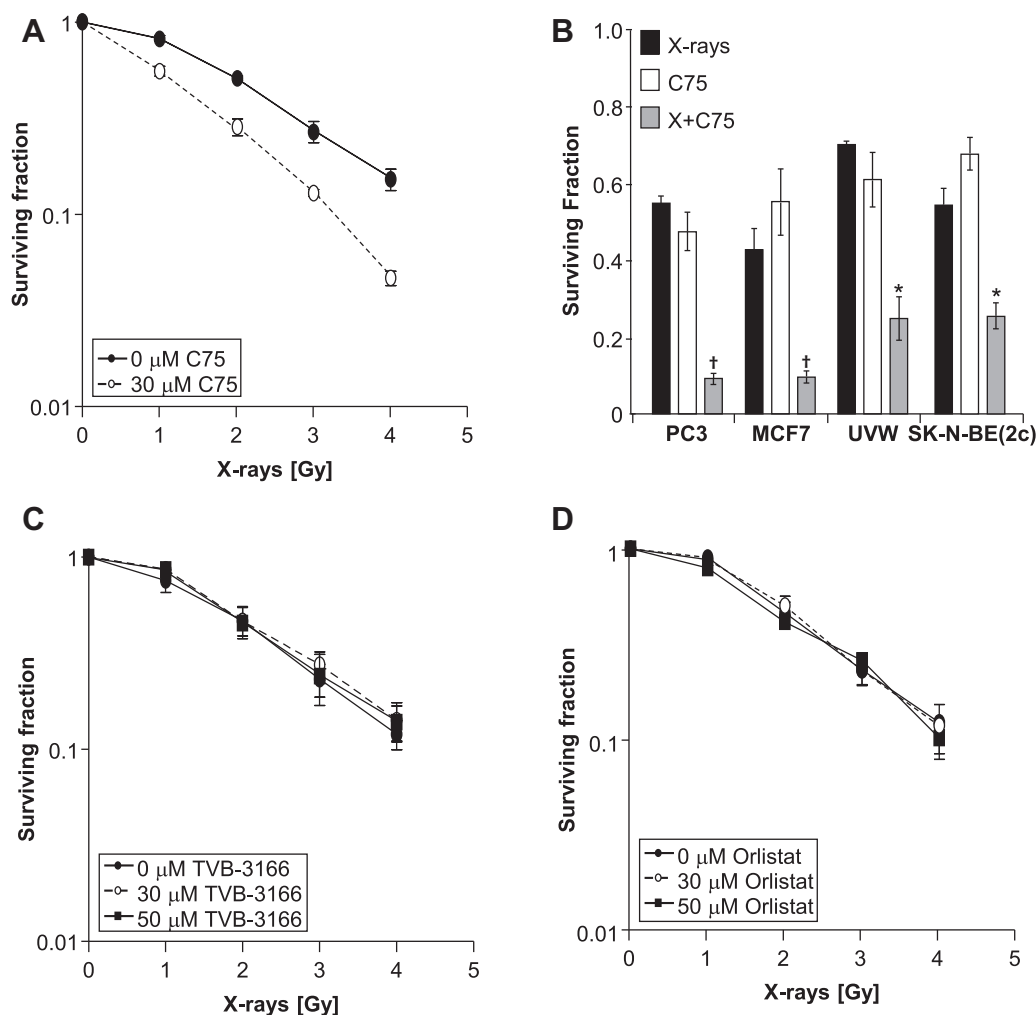 A
1
0.1
0.01
Surviving fraction
0 μM C75
30 μM C75
0 1 2 3 4 5
X-rays [Gy]
B
1.0
0.8
0.6
0.4
0.2
0
Surviving Fraction
X-rays
C75
X+C75
† † * *
PC3 MCF7 UVW SK-N-BE(2c)
C
1
0.1
0.01
Surviving fraction
0 μM TVB-3166
30 μM TVB-3166
50 μM TVB-3166
0 1 2 3 4 5
X-rays [Gy]
D
1
0.1
0.01
Surviving fraction
0 μM Orlistat
30 μM Orlistat
50 μM Orlistat
0 1 2 3 4 5
X-rays [Gy]